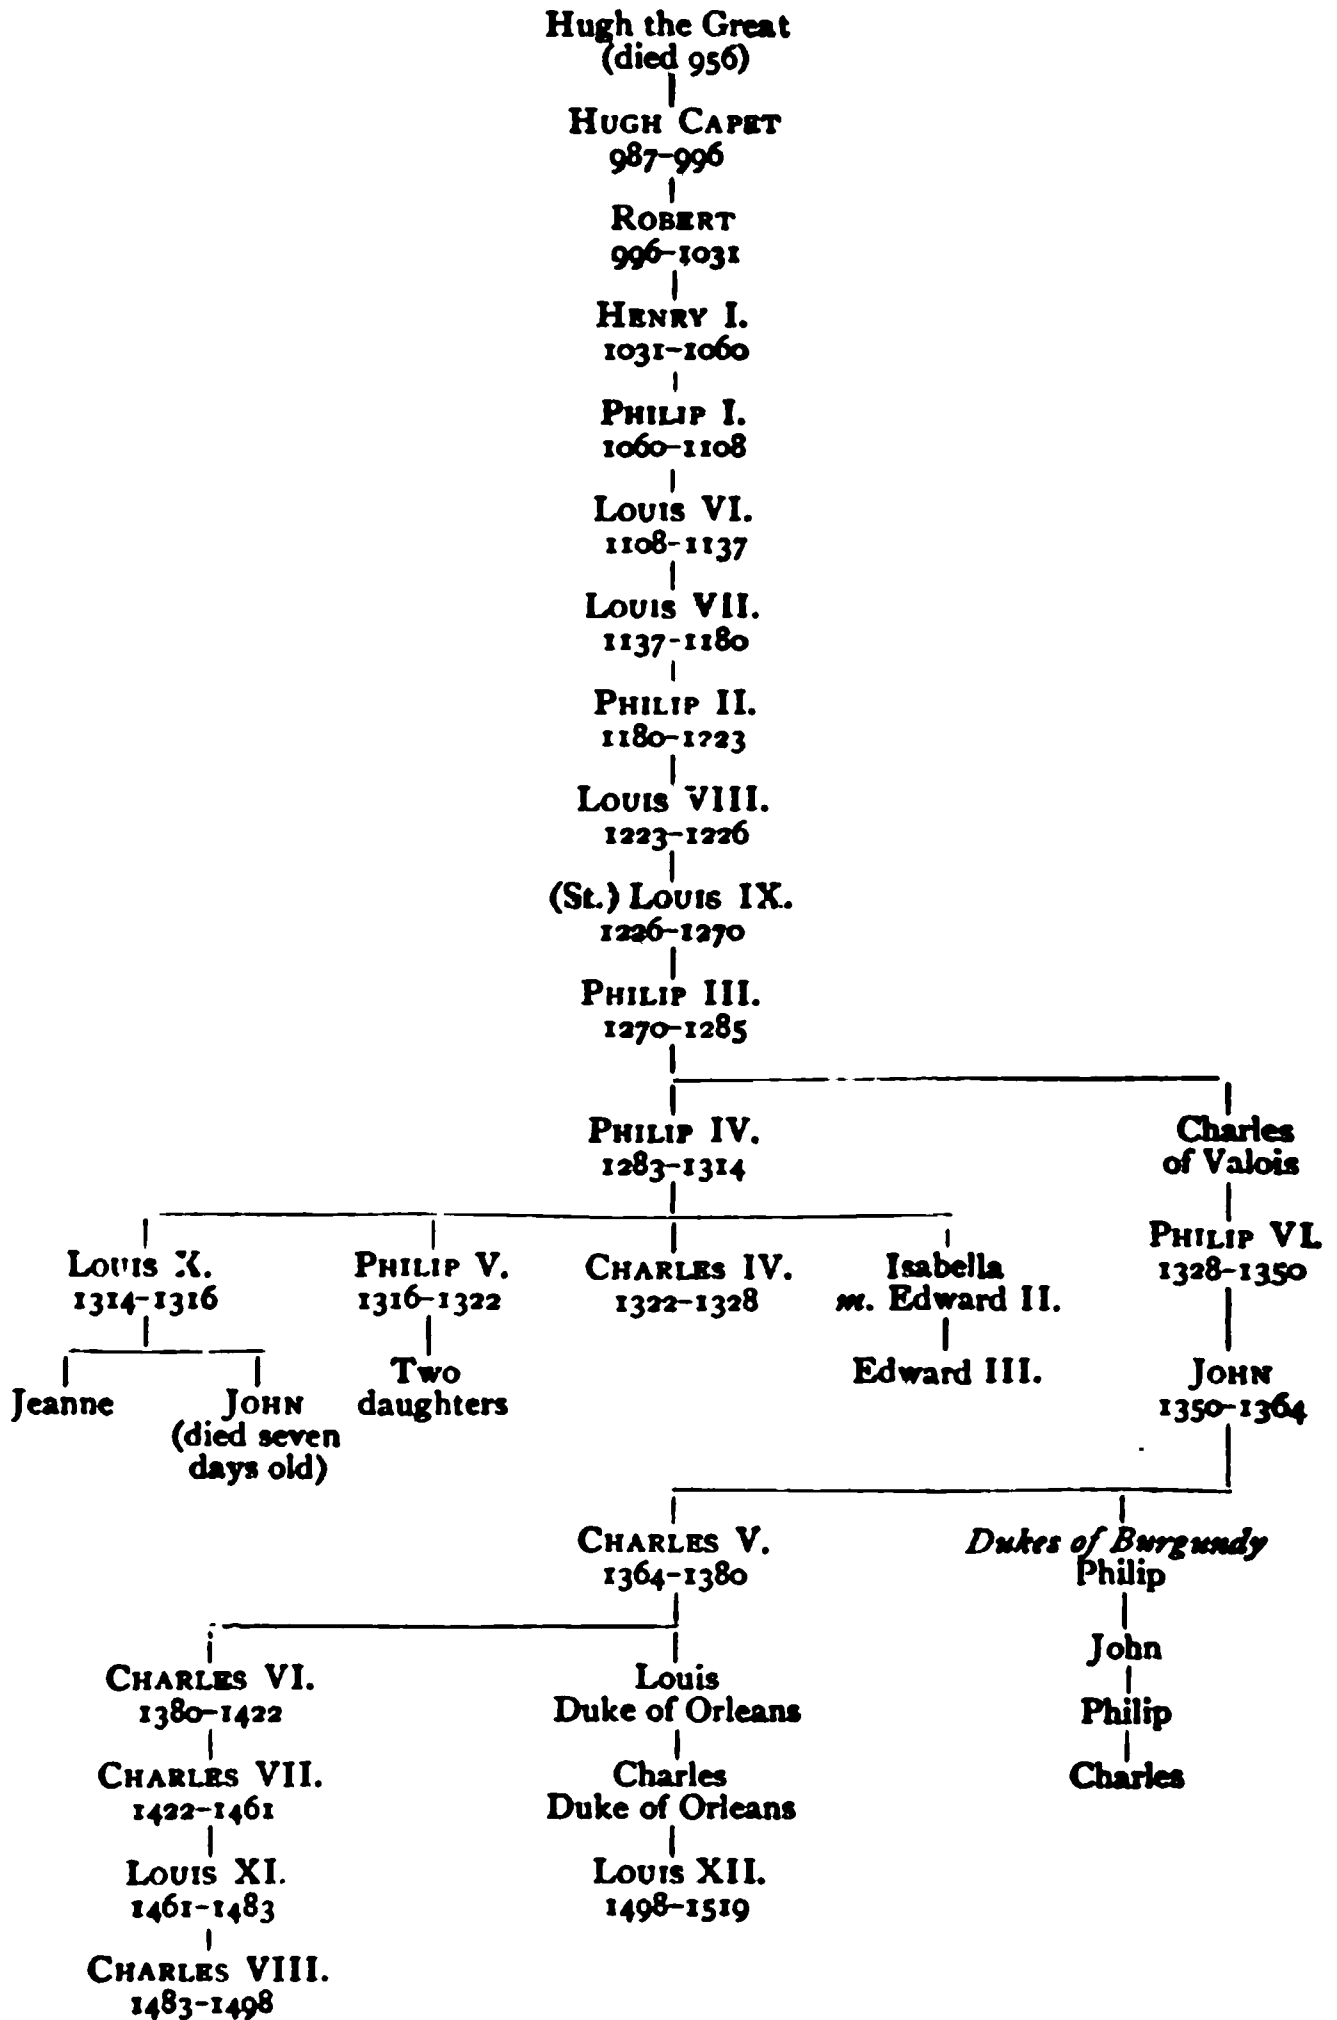 Hugh the Great
(died 956)
HUGH CAPET
987-996
ROBERT
996-1031
HENRY I.
1031-1060
PHILIP I.
1060-1108
LOUIS VI.
1108-1137
LOUIS VII.
1137-1180
PHILIP II.
1180-1223
LOUIS VIII.
1223-1226
(St.) LOUIS IX.
1226-1270
PHILIP III.
1270-1285
PHILIP IV.
1283-1314
Charles
of Valois
LOUIS X.
1314-1316
PHILIP V.
1316-1322
CHARLES IV.
1322-1328
Isabella
m. Edward II.
PHILIP VI.
1328-1350
Jeanne
JOHN
(died seven
days old)
Two
daughters
Edward III.
JOHN
1350-1364
CHARLES V.
1364-1380
Dukes of Burgundy
Philip
John
Philip
Charles
CHARLES VI.
1380-1422
Louis
Duke of Orleans
CHARLES VII.
1422-1461
Charles
Duke of Orleans
LOUIS XI.
1461-1483
LOUIS XII.
1498-1519
CHARLES VIII.
1483-1498